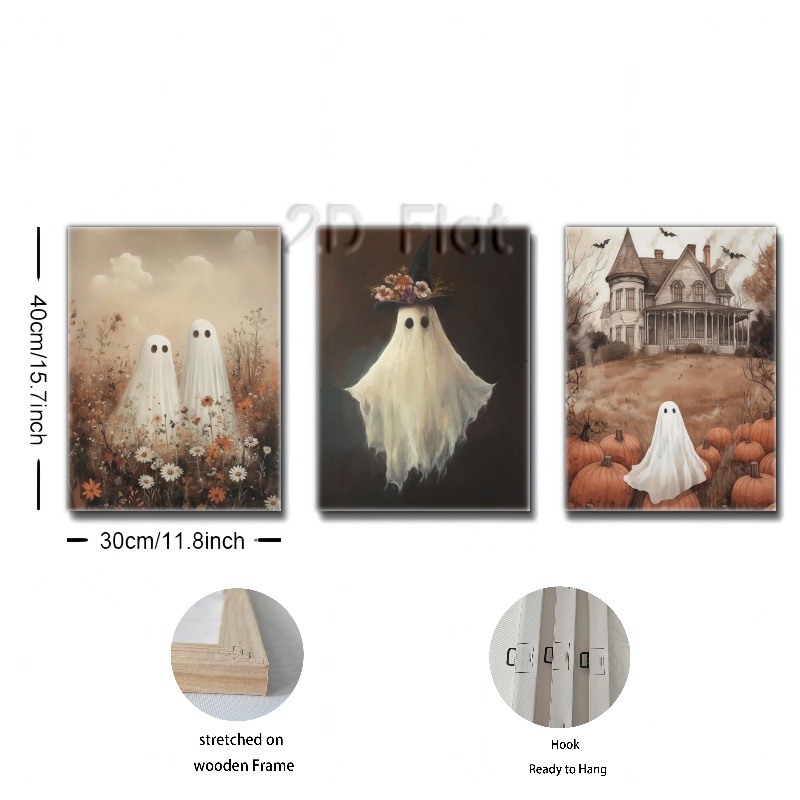 2D Flat
40cm/15.7inch
30cm/11.8inch
stretched on
wooden Frame
Hook
Ready to Hang